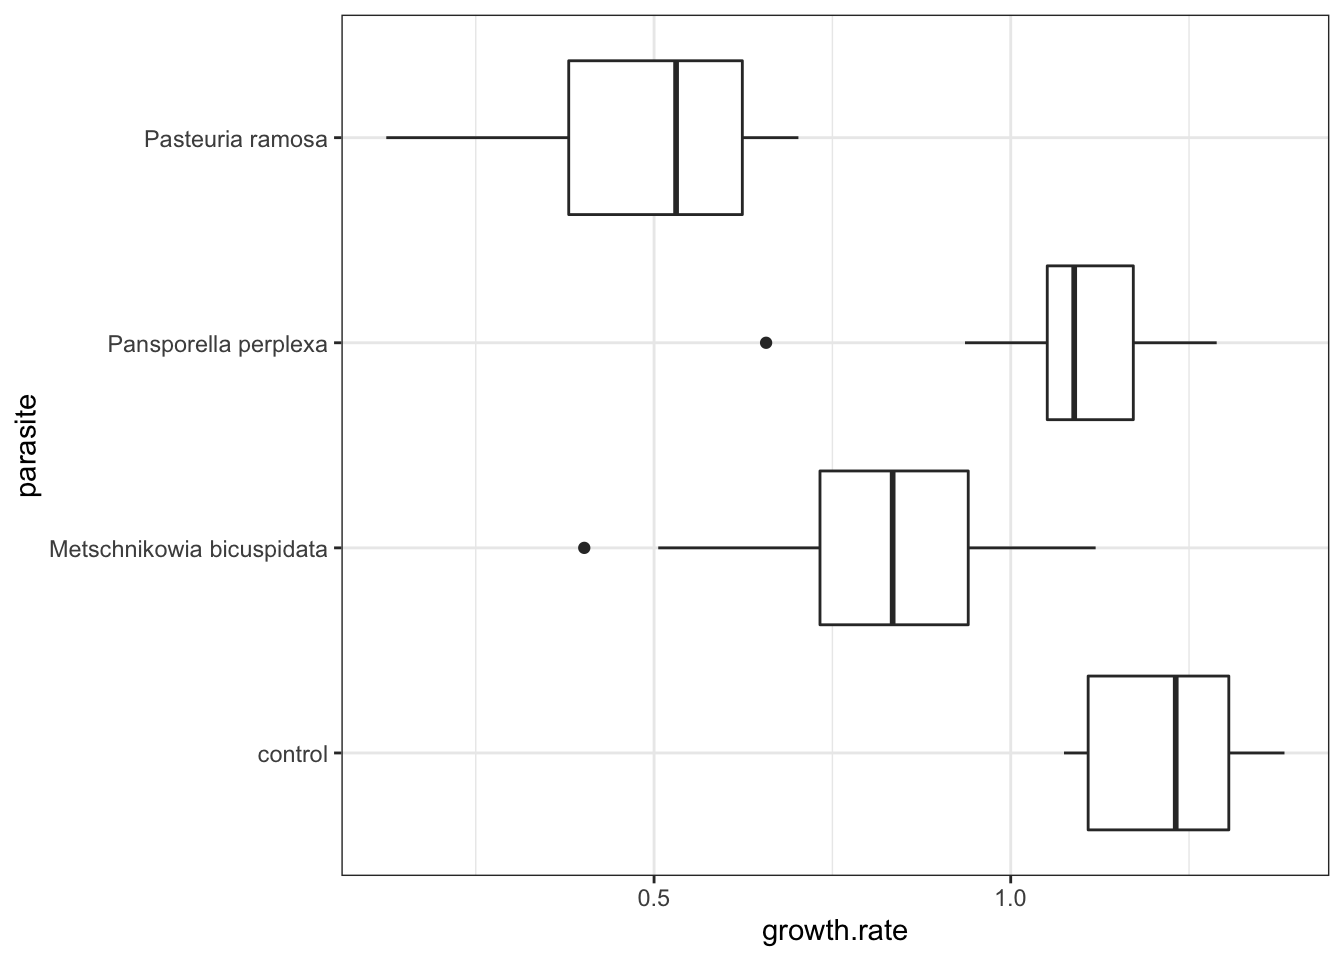 Pasteuria ramosa
Pansporella perplexa
parasite
Metschnikowia bicuspidata
control
0.5
1.0
growth.rate